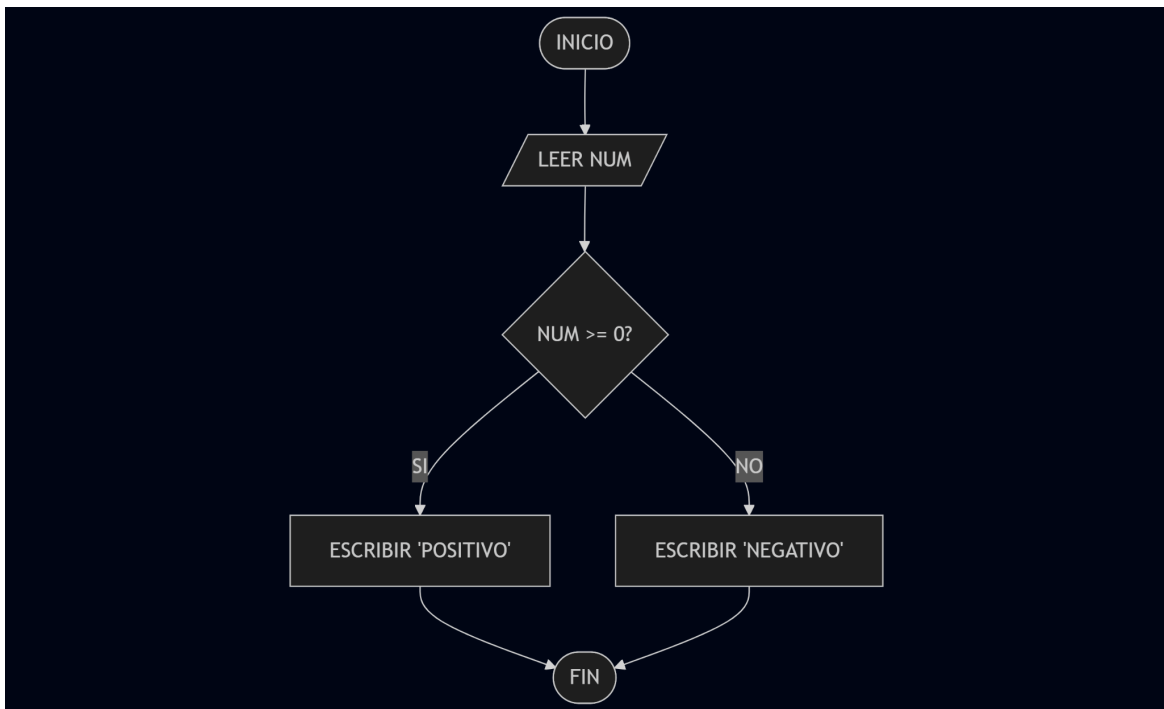 INICIO
LEER NUM
NUM >= 0?
SI
NO
ESCRIBIR 'POSITIVO'
ESCRIBIR 'NEGATIVO'
FIN